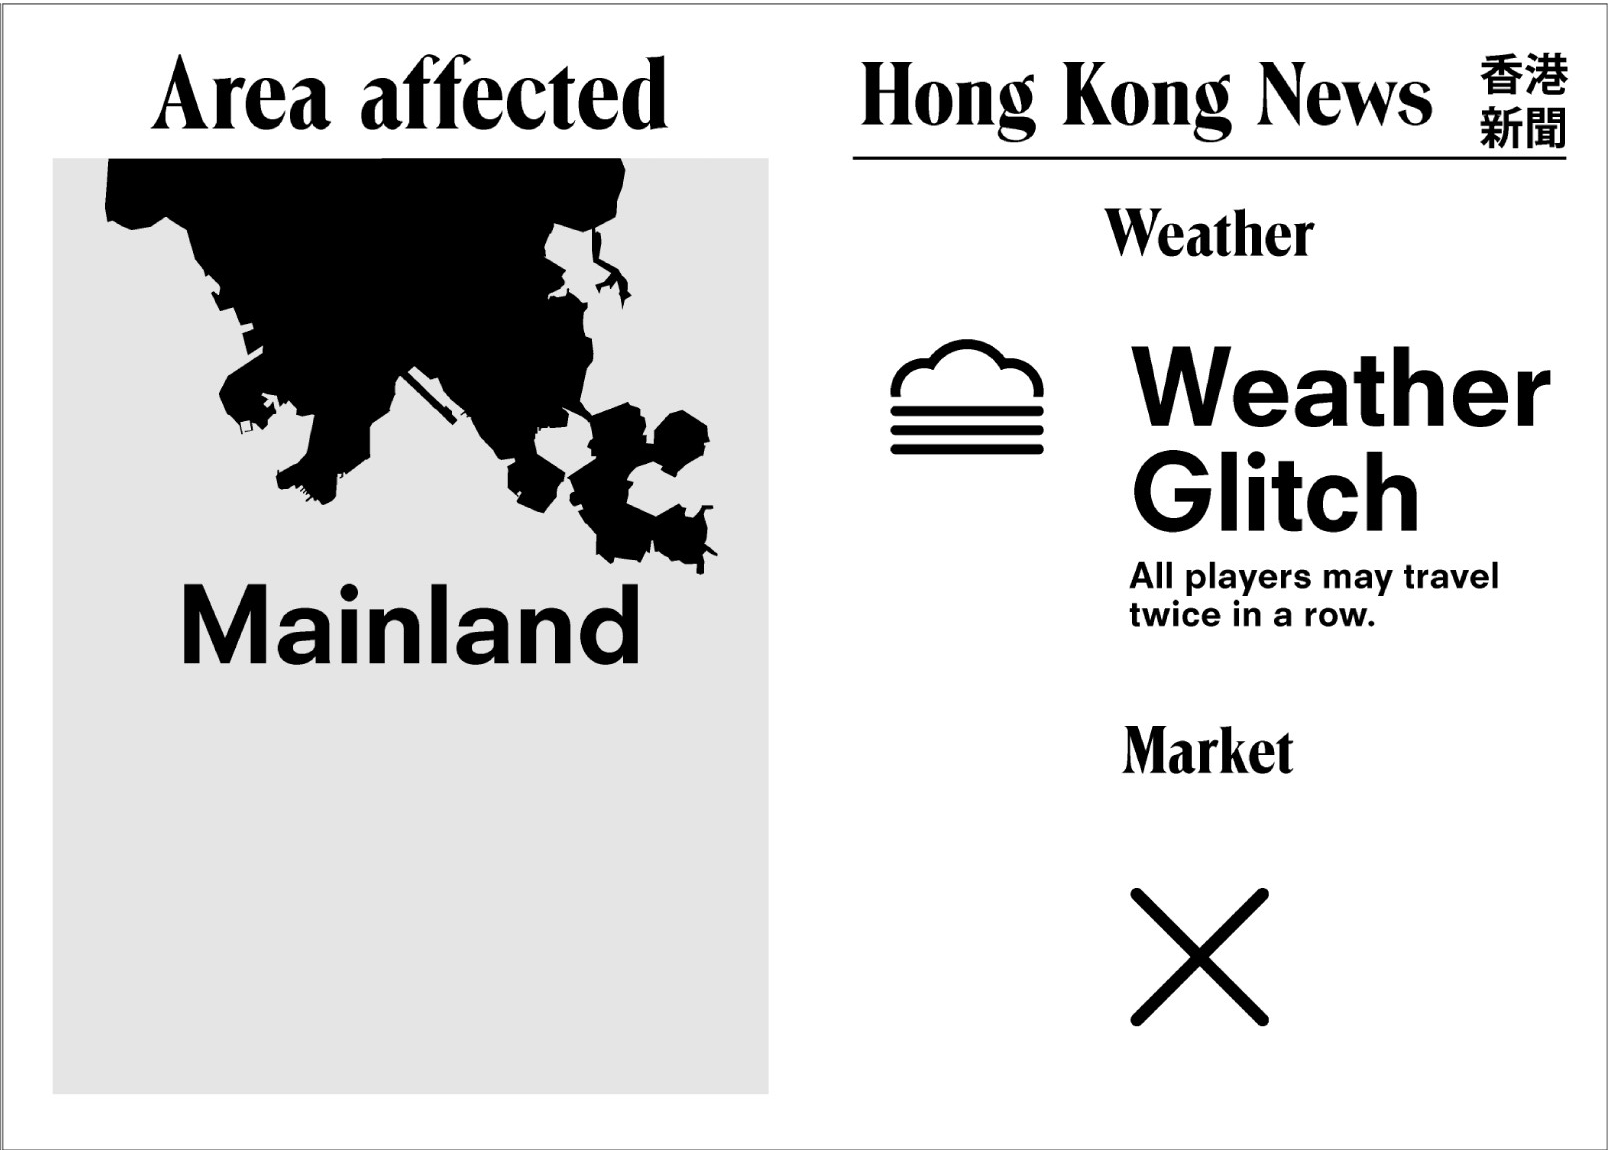 Area affected
Mainland
Hong Kong News
香港
新聞
Weather
Weather
Glitch
All players may travel
twice in a row.
Market